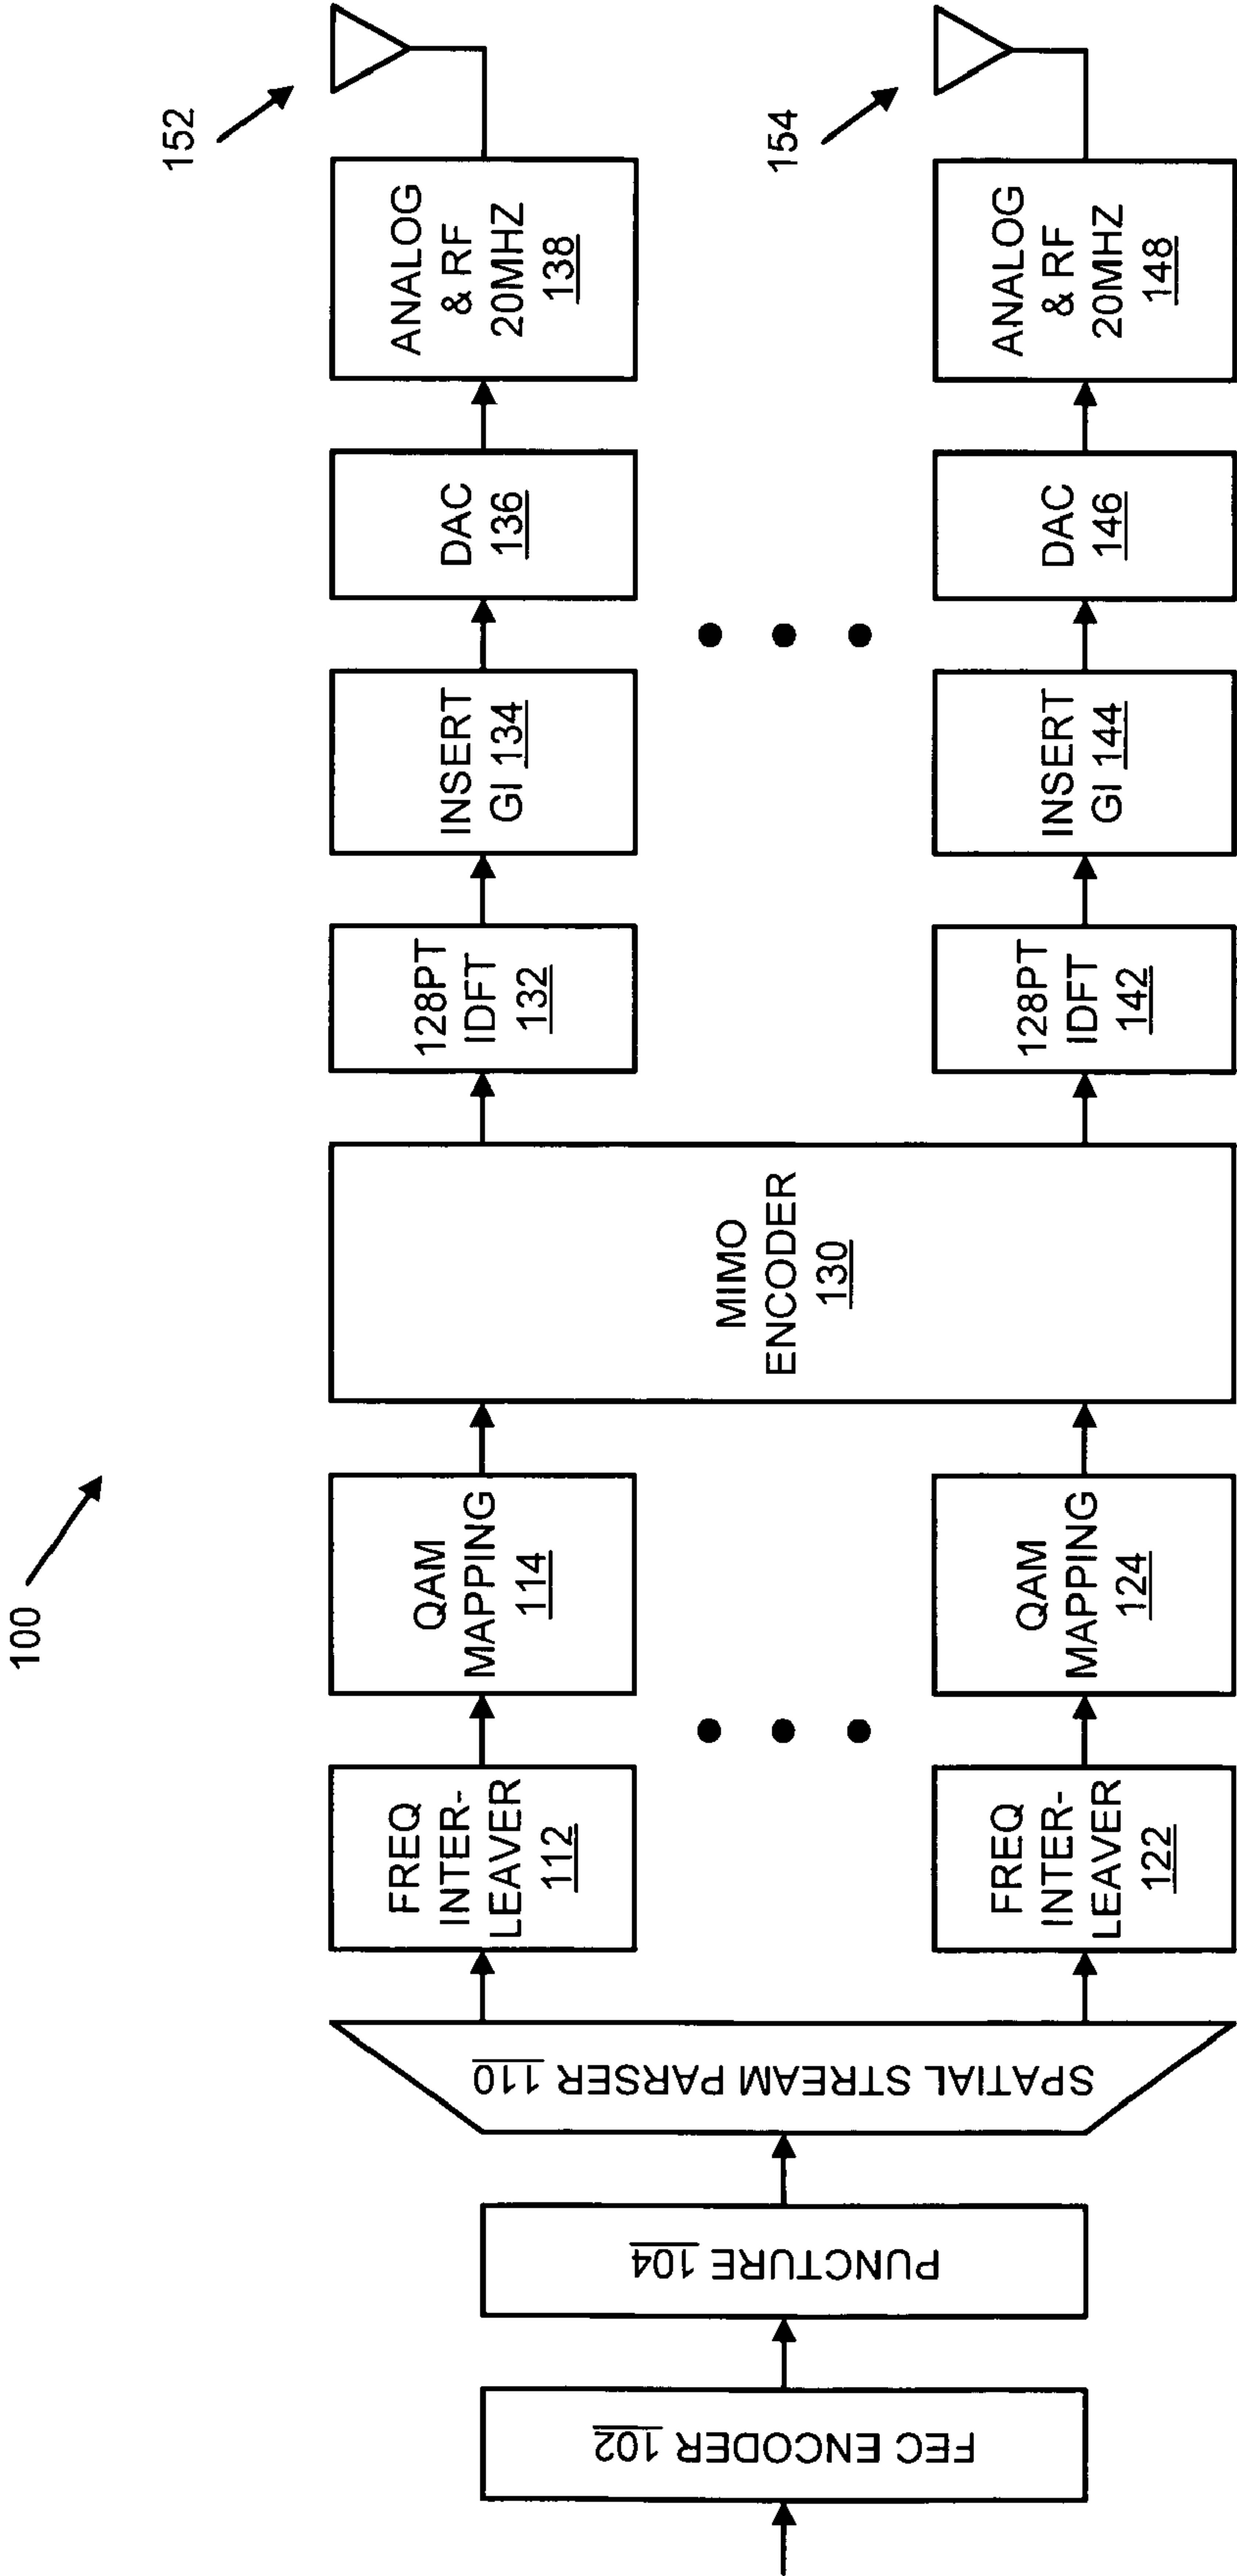 100
FEC ENCODER 102
PUNCTURE 104
SPATIAL STREAM PARSER 110
FREQ
INTER-
LEAVER
112
QAM
MAPPING
114
FREQ
INTER-
LEAVER
122
QAM
MAPPING
124
MIMO
ENCODER
130
128PT
IDFT
132
INSERT
GI 134
DAC
136
ANALOG
& RF
20MHZ
138
152
128PT
IDFT
142
INSERT
GI 144
DAC
146
ANALOG
& RF
20MHZ
148
154